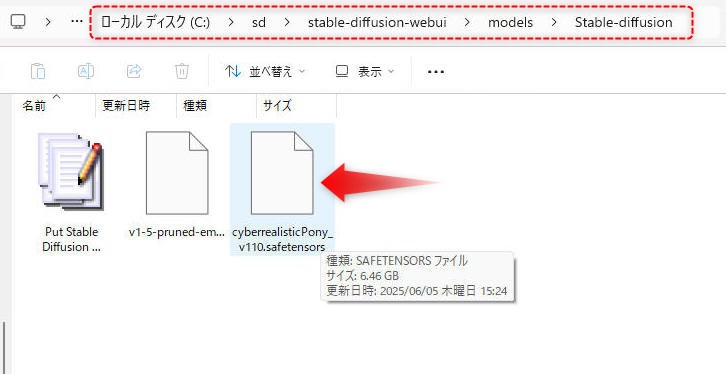 … ローカル ディスク (C:) > sd > stable-diffusion-webui > models > Stable-diffusion
並べ替え 表示 …
名前 更新日時 種類 サイズ
Put Stable Diffusion ...
v1-5-pruned-em...
cyberrealisticPony_
v110.safetensors
種類: SAFETENSORS ファイル
サイズ: 6.46 GB
更新日時: 2025/06/05 木曜日 15:24